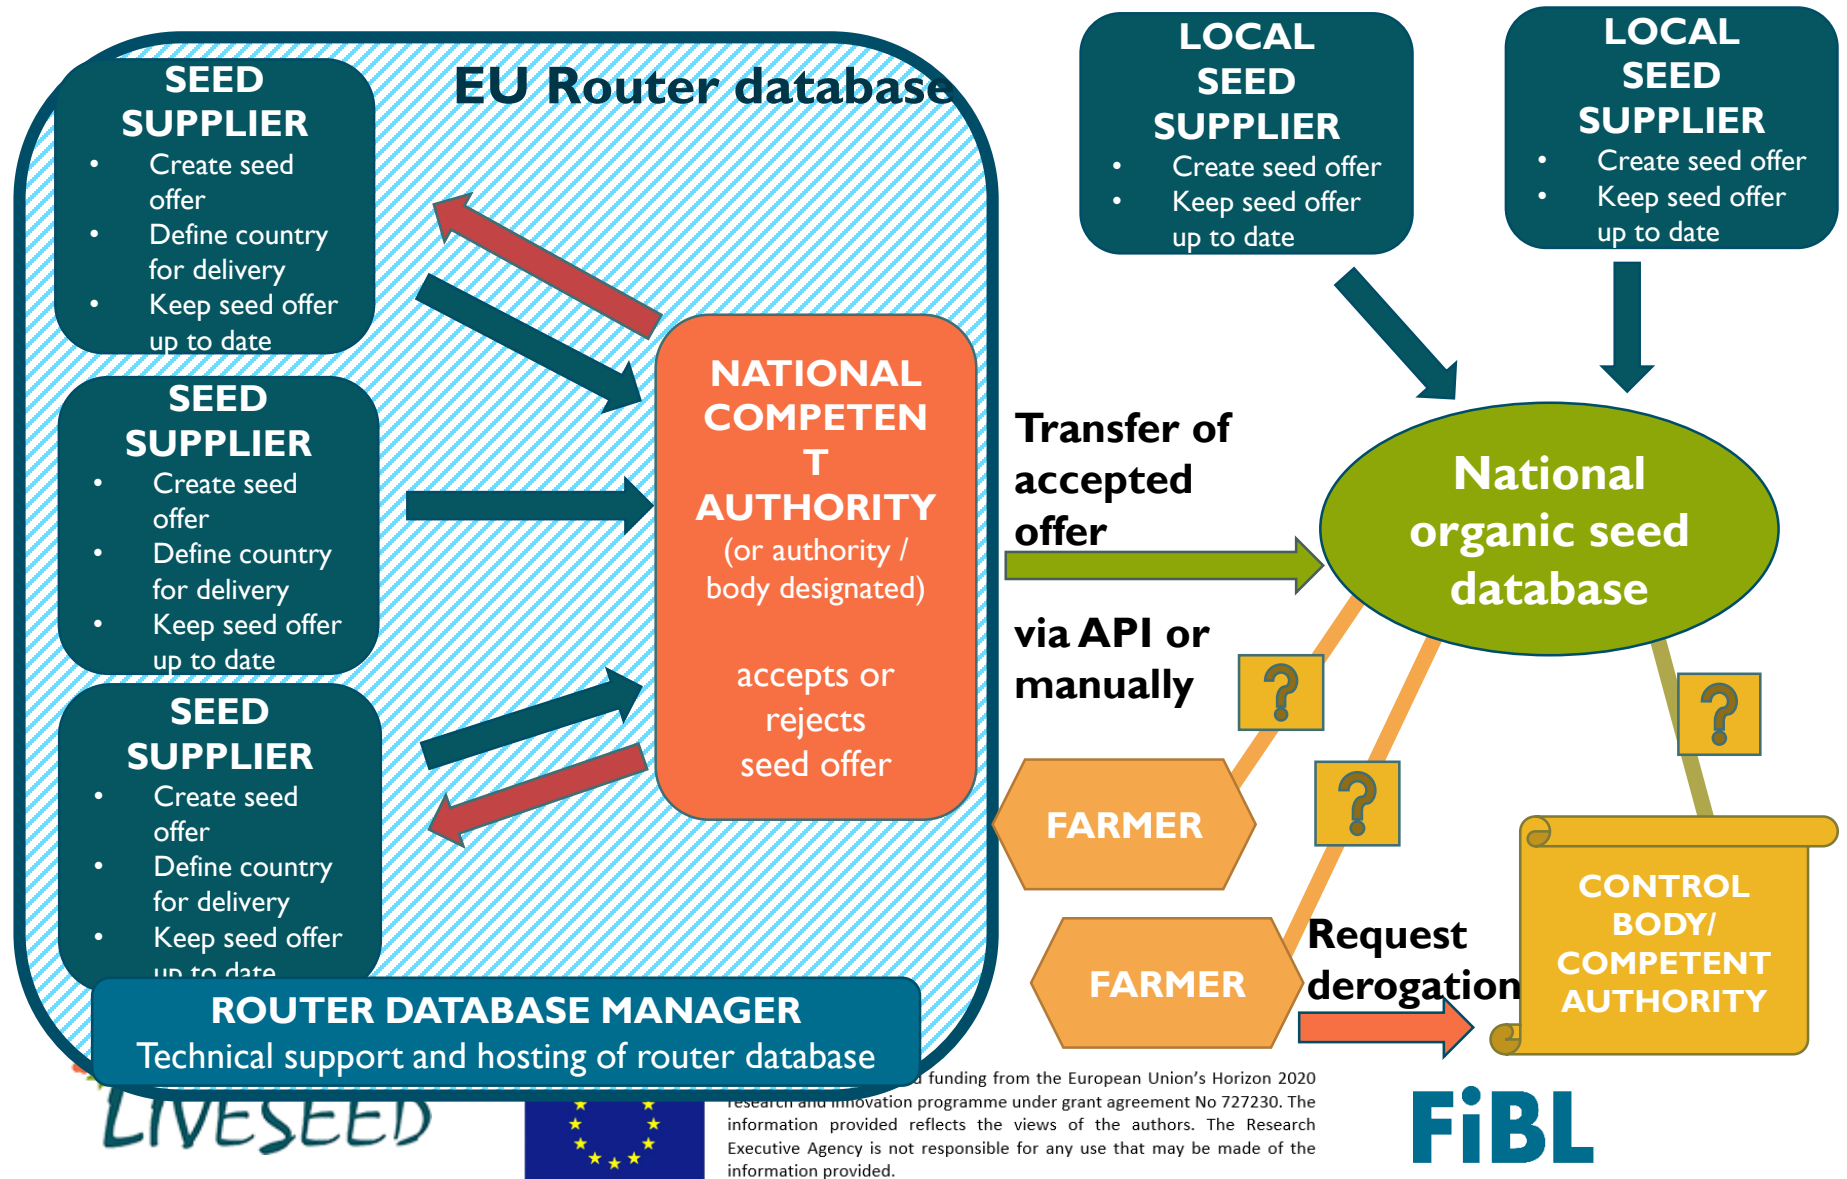 EU Router database
SEED
SUPPLIER
• Create seed
offer
• Define country
for delivery
• Keep seed offer
up to date
SEED
SUPPLIER
• Create seed
offer
• Define country
for delivery
• Keep seed offer
up to date
SEED
SUPPLIER
• Create seed
offer
• Define country
for delivery
• Keep seed offer
up to date
NATIONAL
COMPETEN
T
AUTHORITY
(or authority /
body designated)
accepts or
rejects
seed offer
ROUTER DATABASE MANAGER
Technical support and hosting of router database
LOCAL
SEED
SUPPLIER
• Create seed offer
• Keep seed offer
up to date
LOCAL
SEED
SUPPLIER
• Create seed offer
• Keep seed offer
up to date
Transfer of
accepted
offer
via API or
manually
National
organic seed
database
?
?
?
FARMER
FARMER
Request
derogation
CONTROL
BODY/
COMPETENT
AUTHORITY
LIVESEED
funding from the European Union's Horizon 2020
research and innovation programme under grant agreement No 727230. The
information provided reflects the views of the authors. The Research
Executive Agency is not responsible for any use that may be made of the
information provided.
FiBL